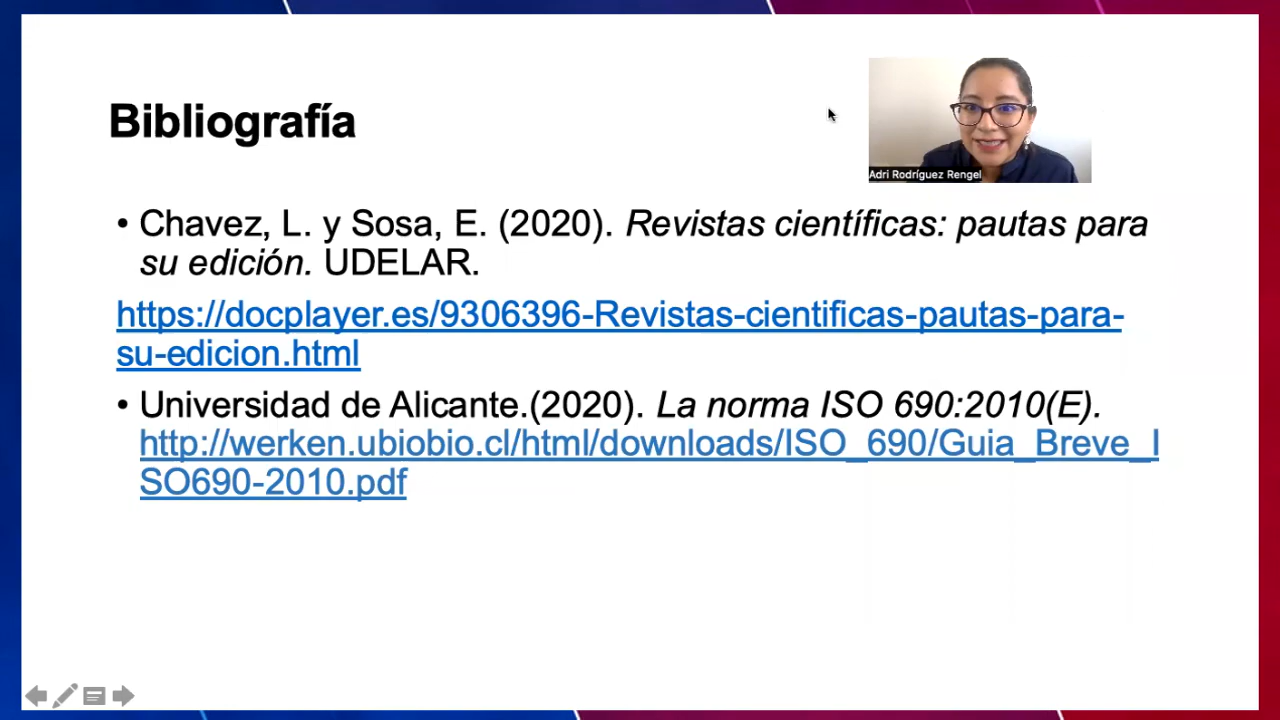 Bibliografía
Adri Rodríguez Rengel
• Chavez, L. y Sosa, E. (2020). Revistas científicas: pautas para
su edición. UDELAR.
https://docplayer.es/9306396-Revistas-cientificas-pautas-para-
su-edicion.html
• Universidad de Alicante.(2020). La norma ISO 690:2010(E).
http://werken.ubiobio.cl/html/downloads/ISO_690/Guia_Breve_I
SO690-2010.pdf